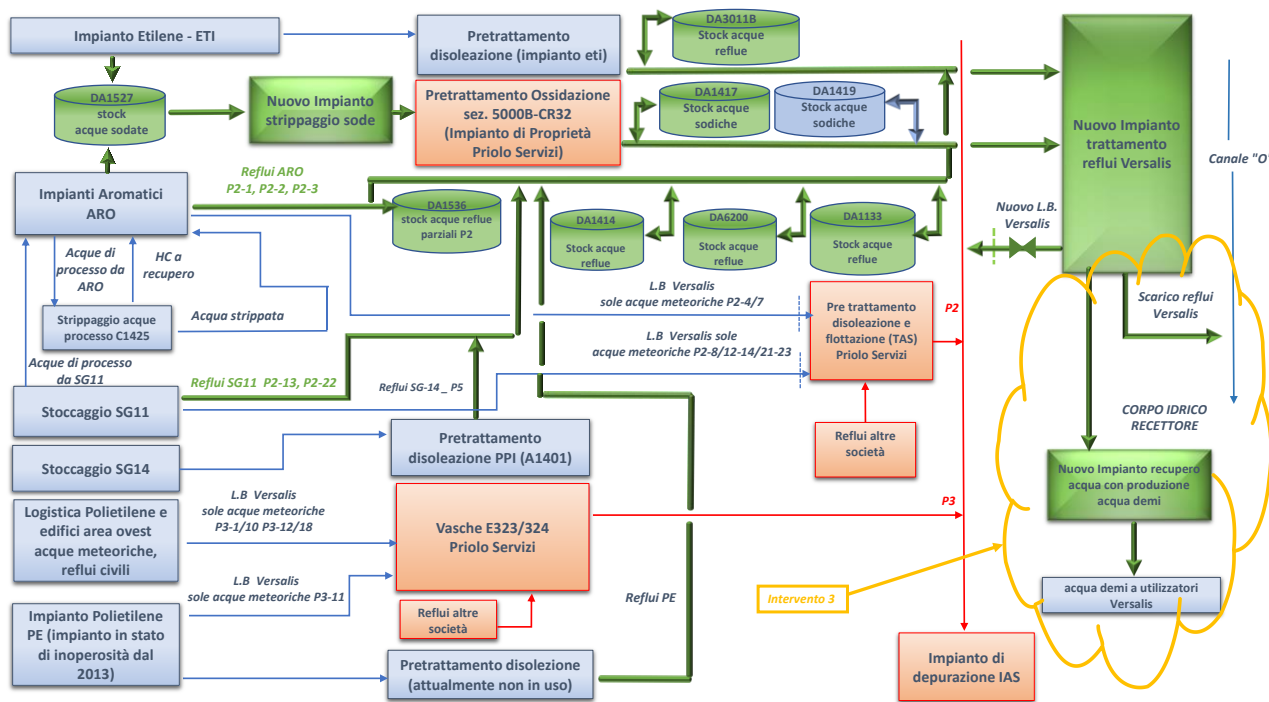 Impianto Etilene - ETI
Pretrattamento
disoleazione (impianto eti)
DA3011B
Stock acque
reflue
DA1527
stock
acque sodate
Nuovo Impianto
strippaggio sode
Pretrattamento Ossidazione
sez. 5000B-CR32
(Impianto di Proprietà
Priolo Servizi)
DA1417
Stock acque
sodiche
DA1419
Stock acque
sodiche
Nuovo Impianto
trattamento
reflui Versalis
Canale "O"
Impianti Aromatici
ARO
Reflui ARO
P2-1, P2-2, P2-3
DA1536
stock acque reflue
parziali P2
DA1414
Stock acque
reflue
DA6200
Stock acque
reflue
DA1133
Stock acque
reflue
Nuovo L.B.
Versalis
Acque di
processo da
ARO
HC a
recupero
Strippaggio acque
processo C1425
Acqua strippata
L.B Versalis
sole acque meteoriche P2-4/7
L.B Versalis sole
acque meteoriche P2-8/12-14/21-23
Pre trattamento
disoleazione e
flottazione (TAS)
Priolo Servizi
P2
Scarico reflui
Versalis
Acque di processo
da SG11
Reflui SG11 P2-13, P2-22
Reflui SG-14 _ P5
Stoccaggio SG11
Stoccaggio SG14
Pretrattamento
disoleazione PPI (A1401)
Reflui altre
società
CORPO IDRICO
RECETTORE
Nuovo Impianto recupero
acqua con produzione
acqua demi
L.B Versalis
sole acque meteoriche
P3-1/10 P3-12/18
Logistica Polietilene e
edifici area ovest
acque meteoriche,
reflui civili
Vasche E323/324
Priolo Servizi
P3
L.B Versalis
sole acque meteoriche P3-11
Reflui PE
Intervento 3
acqua demi a utilizzatori
Versalis
Impianto Polietilene
PE (impianto in stato
di inoperosità dal
2013)
Reflui altre
società
Pretrattamento disolezione
(attualmente non in uso)
Impianto di
depurazione IAS